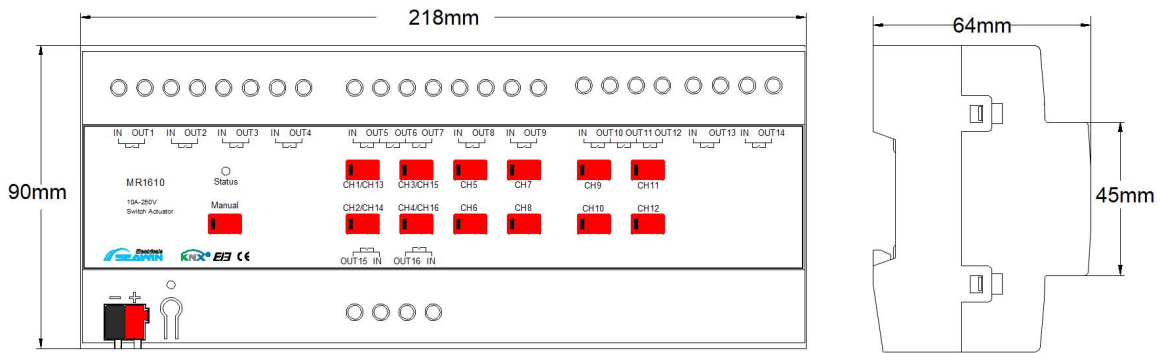 218mm
64mm
90mm
45mm
IN OUT1 IN OUT2 IN OUT3 IN OUT4 IN OUT5 OUT6 OUT7 IN OUT8 IN OUT9 IN OUT10 OUT11 OUT12 IN OUT13 IN OUT14
MR1610
10A-250V
Switch Actuator
Status
Manual
CH1/CH13 CH3/CH15 CH5 CH7 CH9 CH11
CH2/CH14 CH4/CH16 CH6 CH8 CH10 CH12
OUT15 IN OUT16 IN
Electrical
SEAWIN
KNX EIB CE
— +